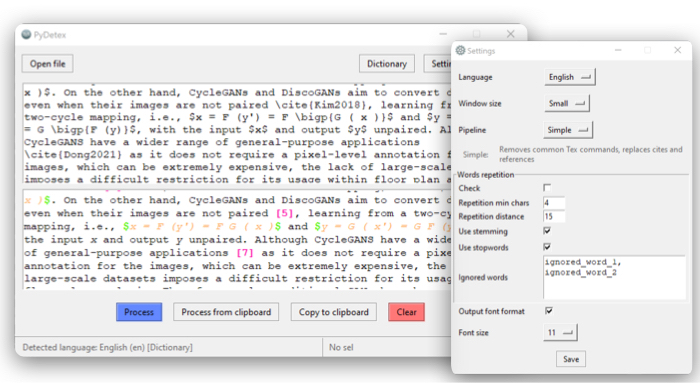 PyDetex
Open file
Dictionary
x )$. On the other hand, CycleGANs and DiscoGANs aim to convert
even when their images are not paired \cite{Kim2018}, learning
two-cycle mapping, i.e., $x = F (y') = F \bigp{G ( x )}$ and $y =
= G \bigp{F (y)}$, with the input $x$ and output $y$ unpaired.
CycleGANS have a wider range of general-purpose applications
\cite{Dong2021} as it does not require a pixel-level annotation
images, which can be extremely expensive, the lack of large-scale
imposes a difficult restriction for its usage within floor plan
x )$. On the other hand, CycleGANs and DiscoGANs aim to convert
even when their images are not paired [5], learning from a
mapping, i.e., $x = F (y') = F G ( x )$ and $y = G ( x') = G F
the input x and output y unpaired. Although CycleGANS have a wide
of general-purpose applications [7] as it does not require a
annotation for the images, which can be extremely expensive, the
large-scale datasets imposes a difficult restriction for its
Process
Process from clipboard
Copy to clipboard
Clear
Detected language: English (en) [Dictionary]
No sel
Settings
Language
English
Window size
Small
Pipeline
Simple
Simple:
Removes common Tex commands, replaces cites and
references
Words repetition
Check
Repetition min chars
4
Repetition distance
15
Use stemming
Use stopwords
Ignored words
ignored_word_1,
ignored_word_2
Output font format
Font size
11
Save